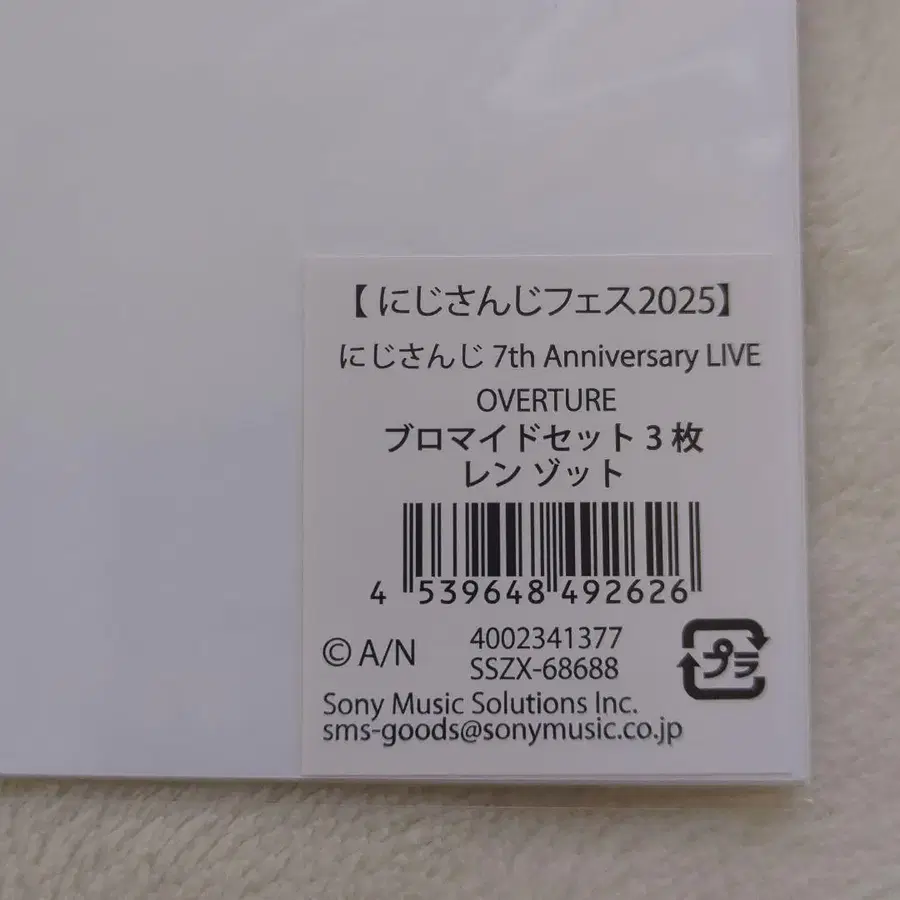 【にじさんじフェス2025】
にじさんじ 7th Anniversary LIVE
OVERTURE
ブロマイドセット 3 枚
レン ゾット
4 539648 492626
© A/N
4002341377
SSZX-68688
プラ
Sony Music Solutions Inc.
sms-goods@sonymusic.co.jp